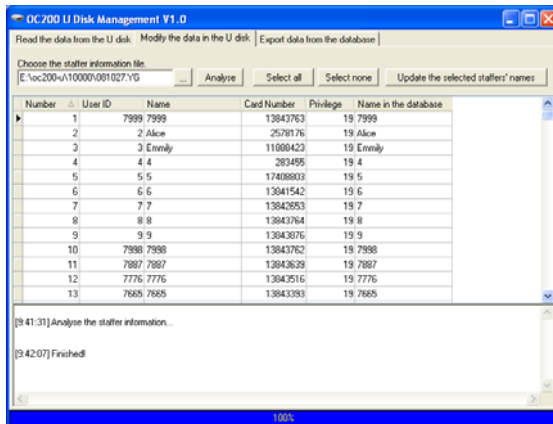 OC200 U Disk Management V1.0
Read the data from the U disk Modify the data in the U disk Export data from the database
Choose the staffer information file.
E:\oc200-u\10000\081027.YG ... Analyse Select all Select none Update the selected staffers' names
Number User ID Name Card Number Privilege Name in the database
1 7999 7999 13843763 19 7999
2 2 Alice 2578176 19 Alice
3 3 Emmily 11888423 19 Emmily
4 4 4 283455 19 4
5 5 5 17408803 19 5
6 6 6 13841542 19 6
7 7 7 13842653 19 7
8 8 8 13843764 19 8
9 9 9 13843876 19 9
10 7998 7998 13843762 19 7998
11 7887 7887 13843639 19 7887
12 7776 7776 13843516 19 7776
13 7665 7665 13843393 19 7665
[9:41:31] Analyse the staffer information...
[9:42:07] Finished!
100%